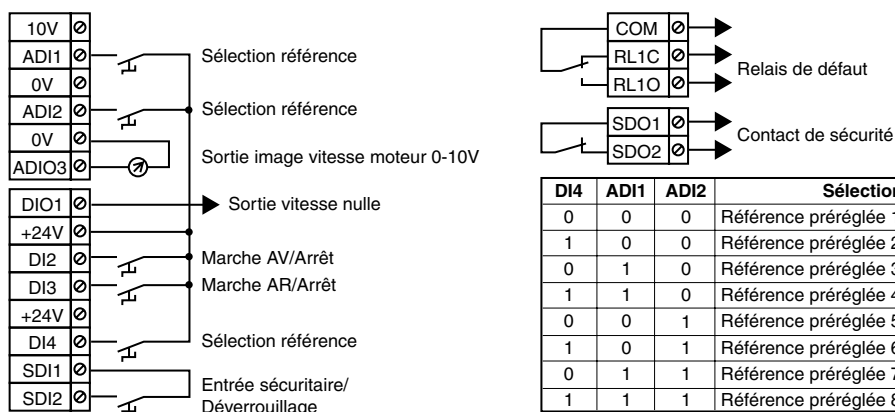 10V
ADI1
Sélection référence
0V
ADI2
Sélection référence
0V
ADIO3
Sortie image vitesse moteur 0-10V
DIO1
Sortie vitesse nulle
+24V
DI2
Marche AV/Arrêt
DI3
Marche AR/Arrêt
+24V
DI4
Sélection référence
SDI1
SDI2
Entrée sécuritaire/
Déverrouillage
COM
RL1C
RL1O
Relais de défaut
SDO1
SDO2
Contact de sécurité
DI4 ADI1 ADI2 Sélection
0 0 0 Référence préréglée 1
1 0 0 Référence préréglée 2
0 1 0 Référence préréglée 3
1 1 0 Référence préréglée 4
0 0 1 Référence préréglée 5
1 0 1 Référence préréglée 6
0 1 1 Référence préréglée 7
1 1 1 Référence préréglée 8